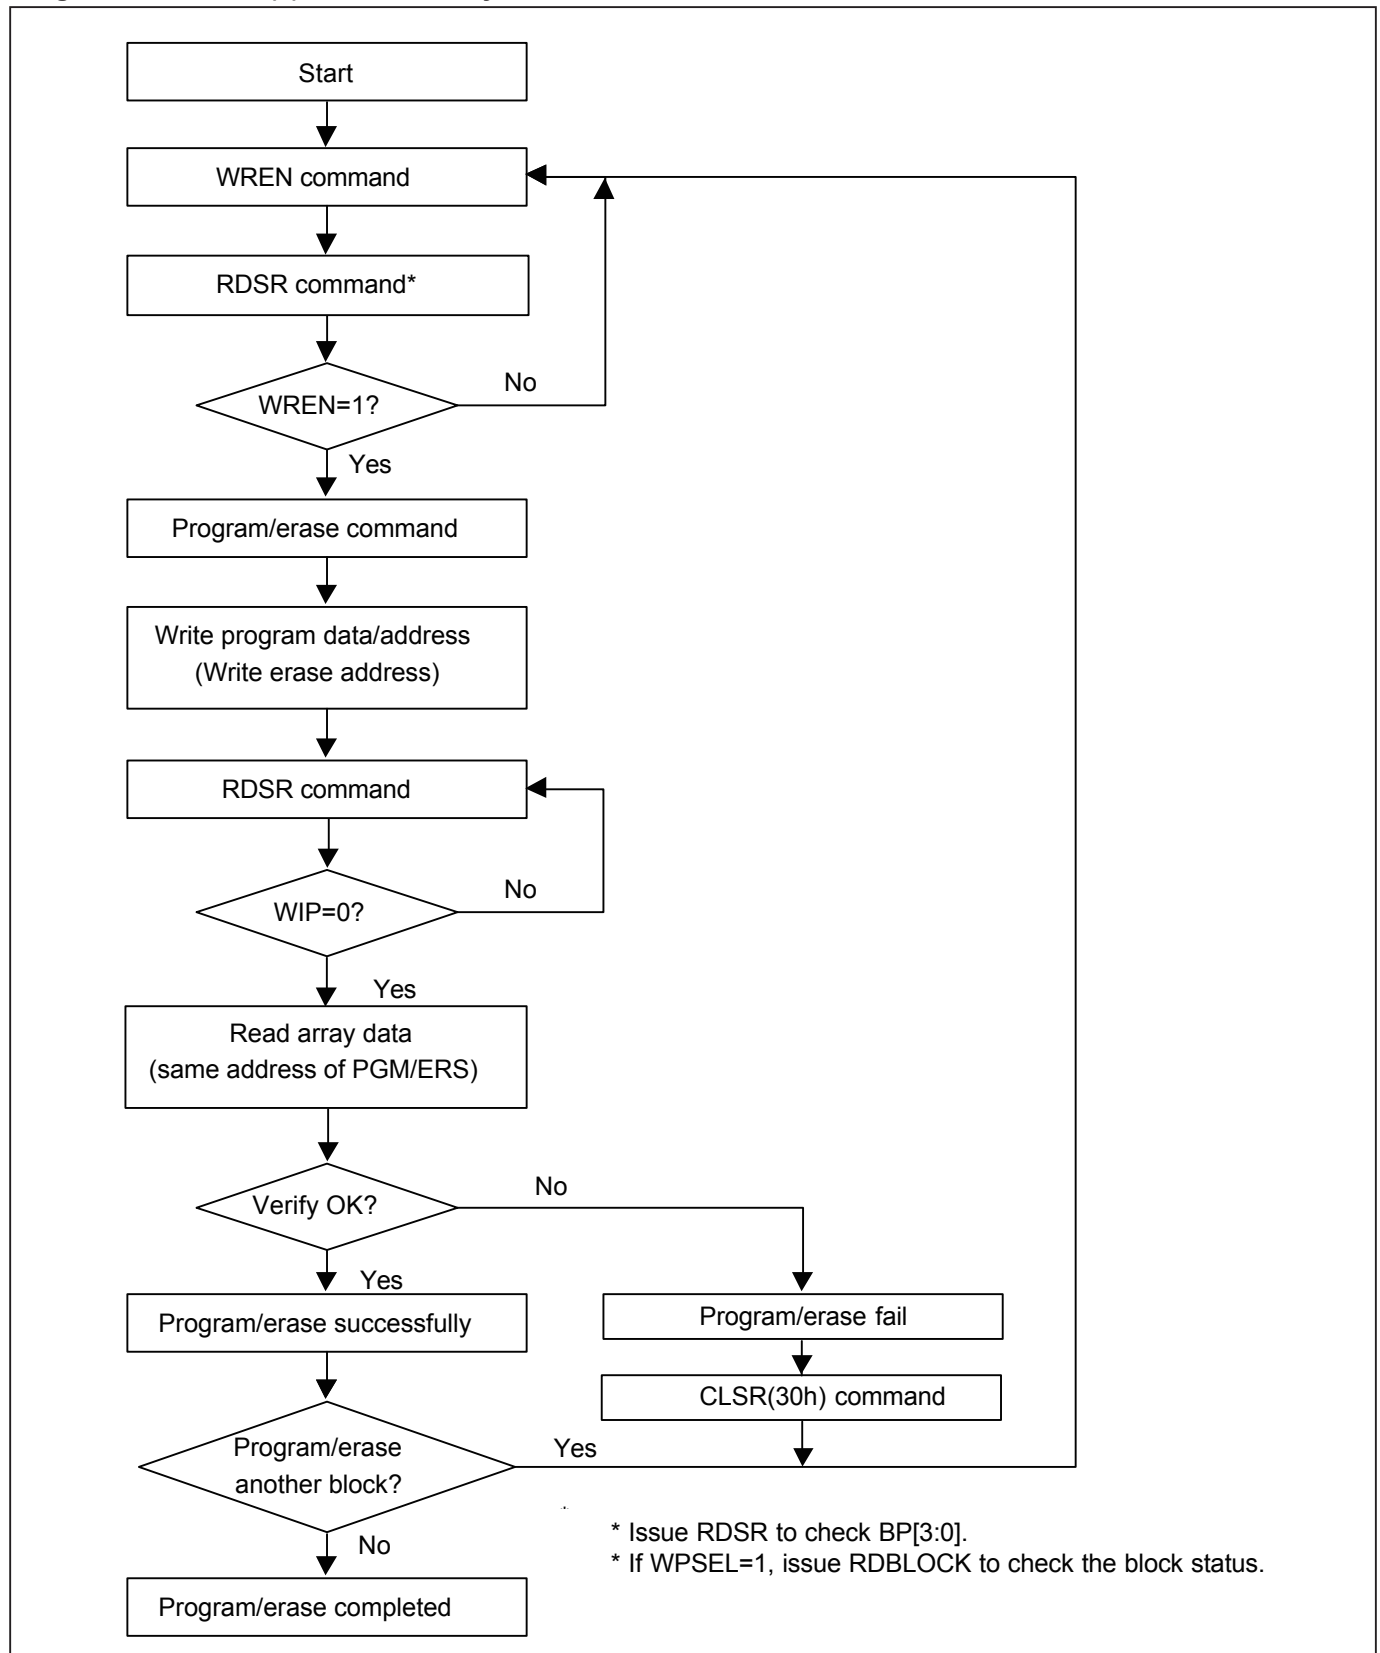 Start
WREN command
RDSR command*
WREN=1?
No
Yes
Program/erase command
Write program data/address
(Write erase address)
RDSR command
WIP=0?
No
Yes
Read array data
(same address of PGM/ERS)
Verify OK?
No
Yes
Program/erase successfully
Program/erase fail
CLSR(30h) command
Program/erase
another block?
Yes
No
* Issue RDSR to check BP[3:0].
* If WPSEL=1, issue RDBLOCK to check the block status.
Program/erase completed